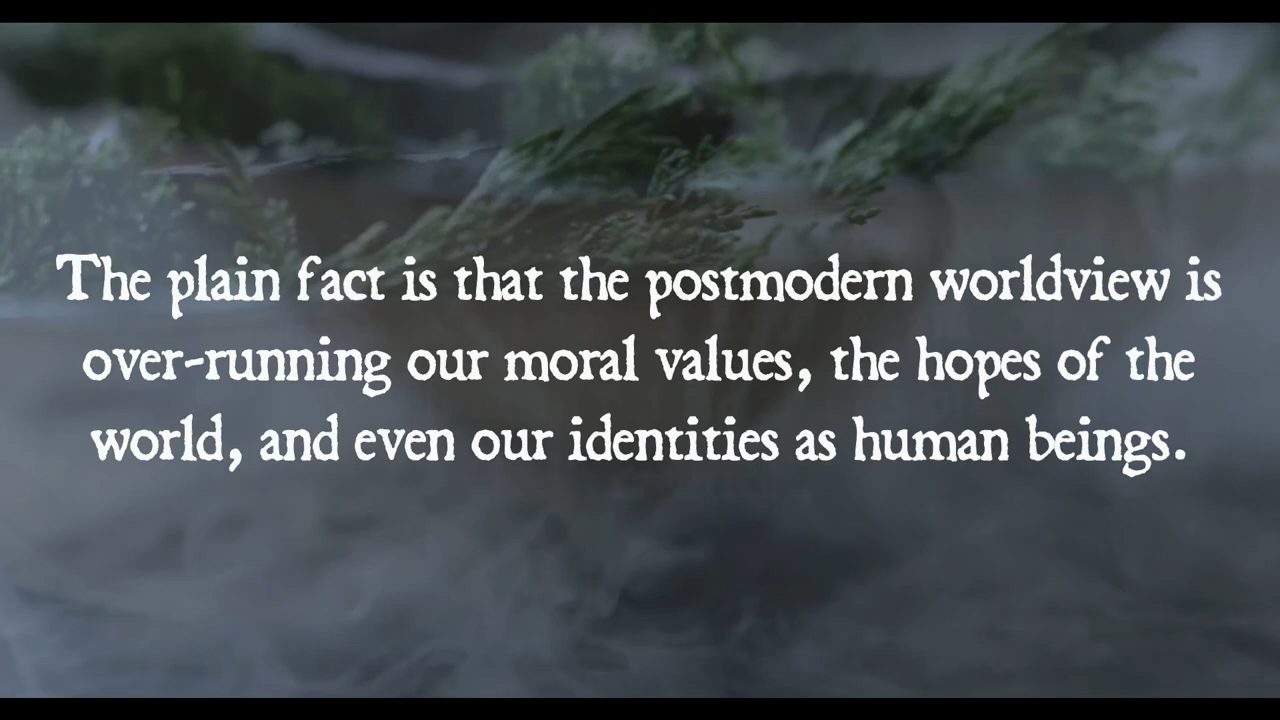 The plain fact is that the postmodern worldview is
over-running our moral values, the hopes of the
world, and even our identities as human beings.